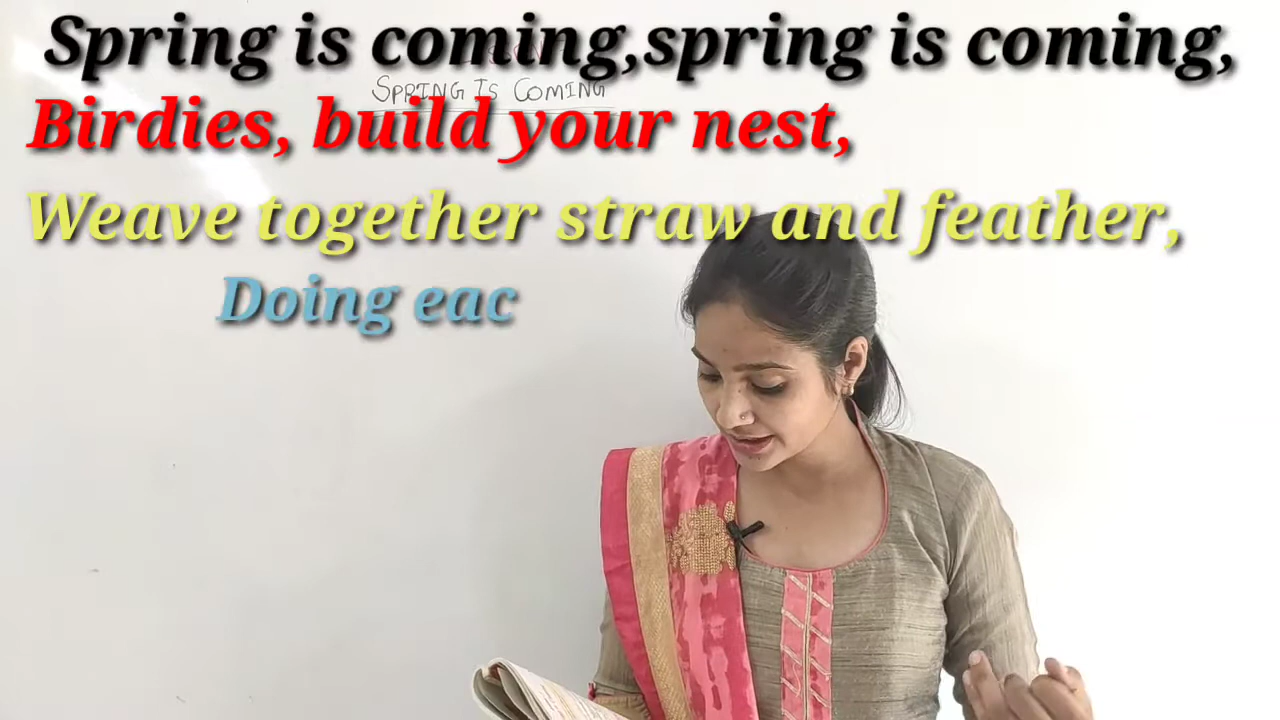 Spring is coming,spring is coming,
SPRING IS COMING
Birdies, build your nest,
Weave together straw and feather,
Doing eac